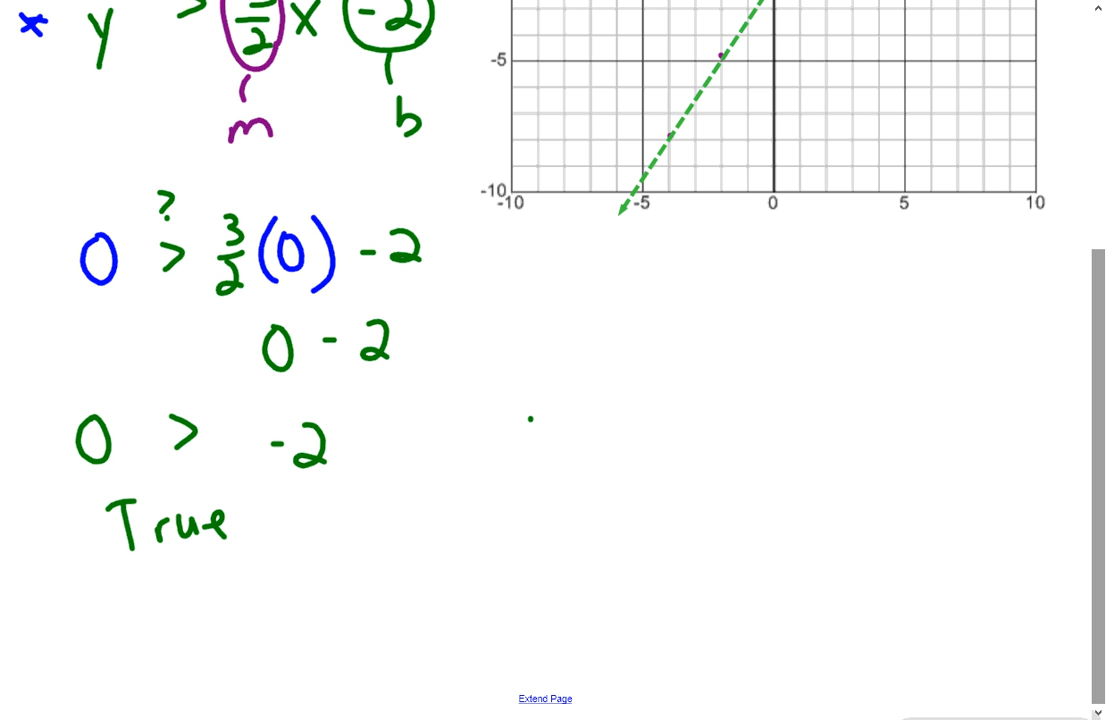 * y > 3/2 x - 2
m b
?
0 > 3/2 (0) - 2
0 - 2
0 > -2
True
-5
-10
-10 -5 0 5 10
Extend Page